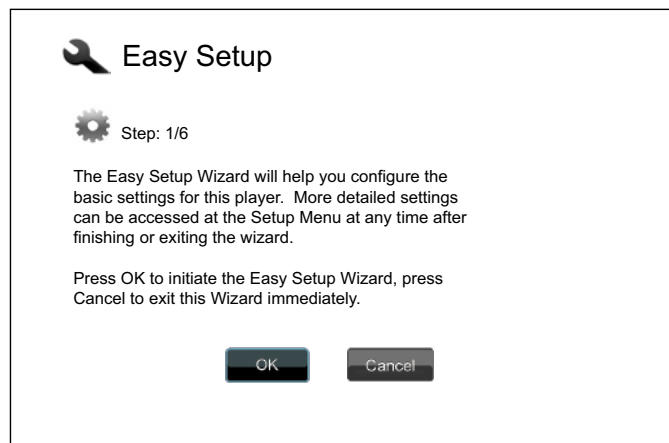 Easy Setup
Step: 1/6
The Easy Setup Wizard will help you configure the
basic settings for this player.  More detailed settings
can be accessed at the Setup Menu at any time after
finishing or exiting the wizard.
Press OK to initiate the Easy Setup Wizard, press
Cancel to exit this Wizard immediately.
OK
Cancel